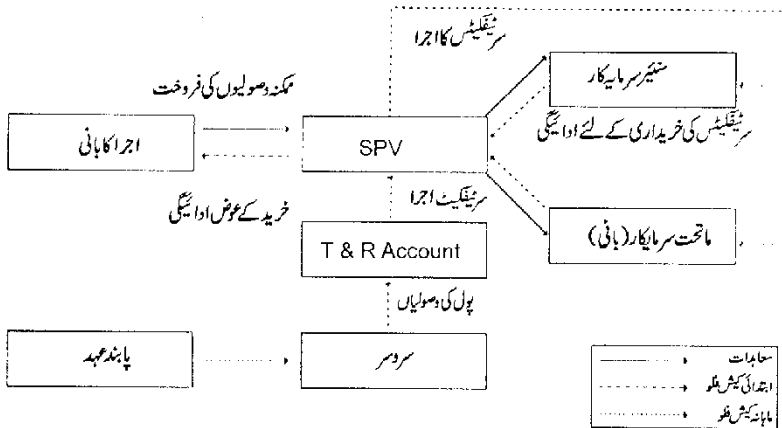 سرٹیفکیٹس کا اجرا
سینئر سرمایہ کار
ممکنہ وصولیوں کی فروخت
سرٹیفکیٹس کی خریداری کے لئے ادائیگی
اجرا کا بانی
SPV
سرٹیفکیٹ اجرا
خرید کے عوض ادائیگی
ماتحت سرمایہ کار (بانی)
T & R Account
پول کی وصولیاں
پابند عہد
سروسر
معاہدات
ابتدائی کیش فلو
ماہانہ کیش فلو